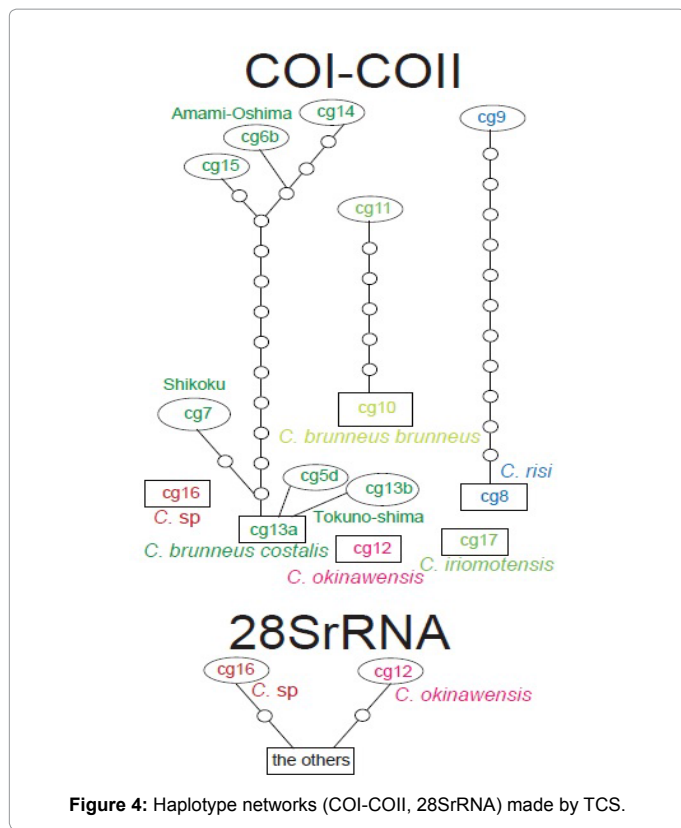 COI-COII
Amami-Oshima
cg14
cg9
cg6b
cg15
cg11
Shikoku
cg7
cg10
C. brunneus brunneus
cg5d
C. risi
cg16
cg13b
cg8
C. sp
Tokuno-shima
cg13a
C. brunneus costalis
cg12
cg17
C. okinawensis
C. iriomotensis
28SrRNA
cg16
cg12
C. sp
C. okinawensis
the others
Figure 4: Haplotype networks (COI-COII, 28SrRNA) made by TCS.